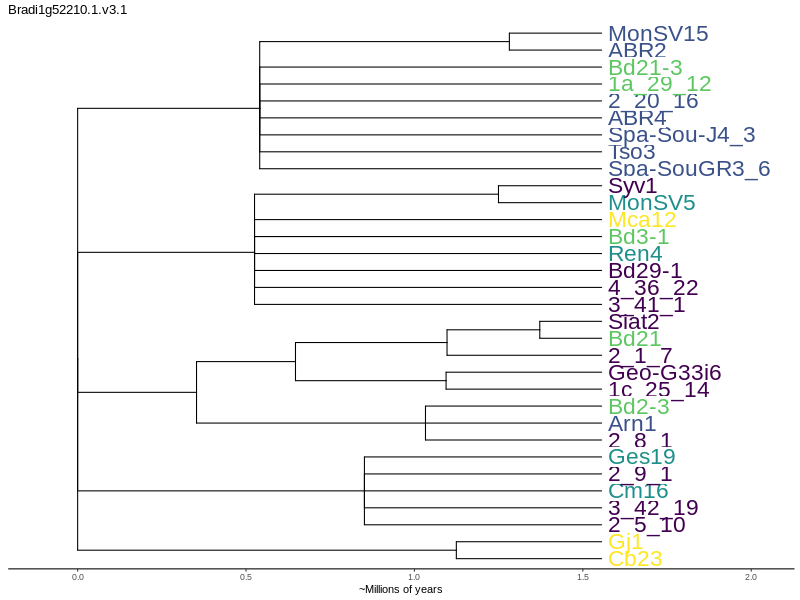 Bradi1g52210.1.v3.1
MonSV15
ABR2
Bd21-3
1a_29_12
2_20_16
ABR4
Spa-Sou-J4_3
Tso3
Spa-SouGR3_6
Syv1
MonSV5
Mca12
Bd3-1
Ren4
Bd29-1
4_36_22
3_41_1
Siat2
Bd21
2_1_7
Geo-G33i6
1c_25_14
Bd2-3
Arn1
2_8_1
Ges19
2_9_1
Cm16
3_42_19
2_5_10
Gj1
Cb23
0.0 0.5 1.0 1.5 2.0
~Millions of years